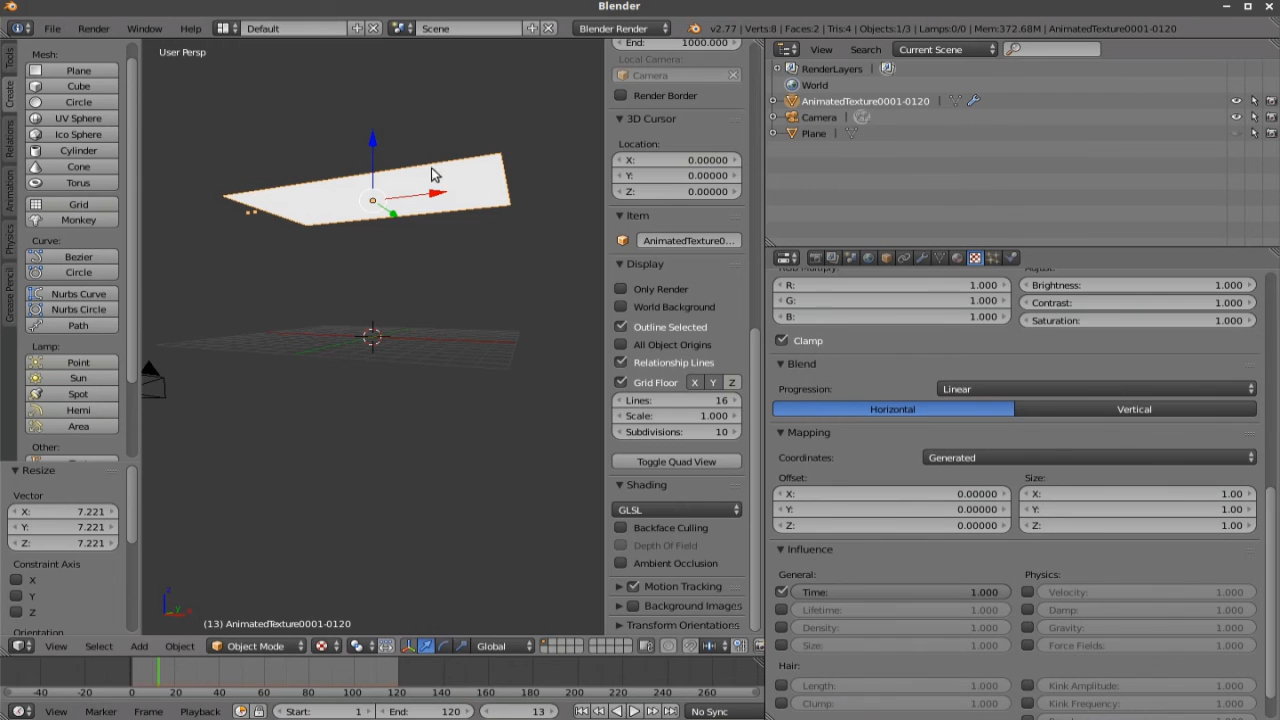 Blender
File Render Window Help Default Scene Blender Render v2.77 | Verts:8 | Faces:2 | Tris:4 | Objects:1/3 | Lamps:0/0 | Mem:372.68M | AnimatedTexture0001-0120
Tools
Create
Relations
Animation
Physics
Grease Pencil
Mesh:
Plane
Cube
Circle
UV Sphere
Ico Sphere
Cylinder
Cone
Torus
Grid
Monkey
Curve:
Bezier
Circle
Nurbs Curve
Nurbs Circle
Path
Lamp:
Point
Sun
Spot
Hemi
Area
Other:
Resize
Vector
X: 7.221
Y: 7.221
Z: 7.221
Constraint Axis
X
Y
Z
Orientation
User Persp
(13) AnimatedTexture0001-0120
End: 1000.000
Local Camera:
Camera
Render Border
3D Cursor
Location:
X: 0.00000
Y: 0.00000
Z: 0.00000
Item
AnimatedTexture0...
Display
Only Render
World Background
Outline Selected
All Object Origins
Relationship Lines
Grid Floor X Y Z
Lines: 16
Scale: 1.000
Subdivisions: 10
Toggle Quad View
Shading
GLSL
Backface Culling
Depth Of Field
Ambient Occlusion
Motion Tracking
Background Images
Transform Orientations
View Search Current Scene
RenderLayers
World
AnimatedTexture0001-0120
Camera
Plane
RGB Multiply: Adjust:
R: 1.000 Brightness: 1.000
G: 1.000 Contrast: 1.000
B: 1.000 Saturation: 1.000
Clamp
Blend
Progression: Linear
Horizontal Vertical
Mapping
Coordinates: Generated
Offset: Size:
X: 0.00000 X: 1.00
Y: 0.00000 Y: 1.00
Z: 0.00000 Z: 1.00
Influence
General: Physics:
Time: 1.000 Velocity: 1.000
Lifetime: 1.000 Damp: 1.000
Density: 1.000 Gravity: 1.000
Size: 1.000 Force Fields: 1.000
Hair:
Length: 1.000 Kink Amplitude: 1.000
Clump: 1.000 Kink Frequency: 1.000
View Select Add Object Object Mode Global
-40 -20 0 20 40 60 80 100 120 140 160 180 200 220 240 260
View Marker Frame Playback Start: 1 End: 120 13 No Sync